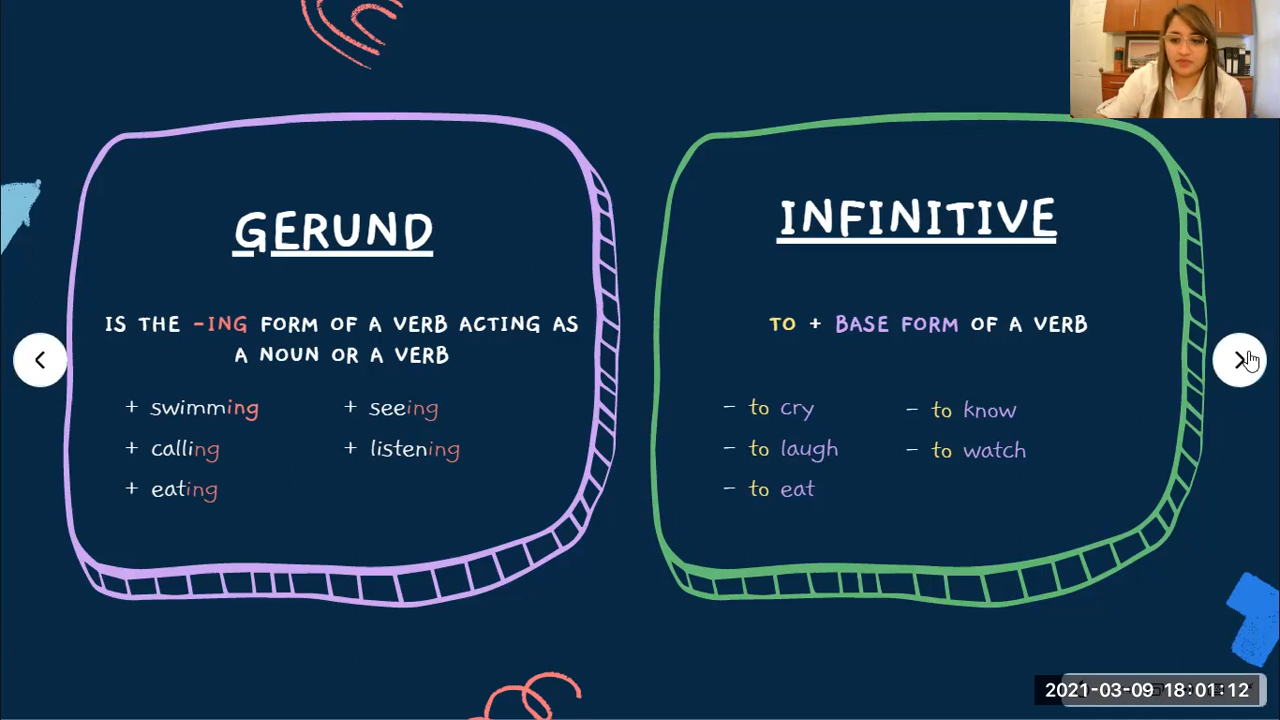 GERUND
IS THE -ING FORM OF A VERB ACTING AS
A NOUN OR A VERB
+ swimming
+ calling
+ eating
+ seeing
+ listening
INFINITIVE
TO + BASE FORM OF A VERB
- to cry
- to laugh
- to eat
- to know
- to watch
2021-03-09 18:01:12